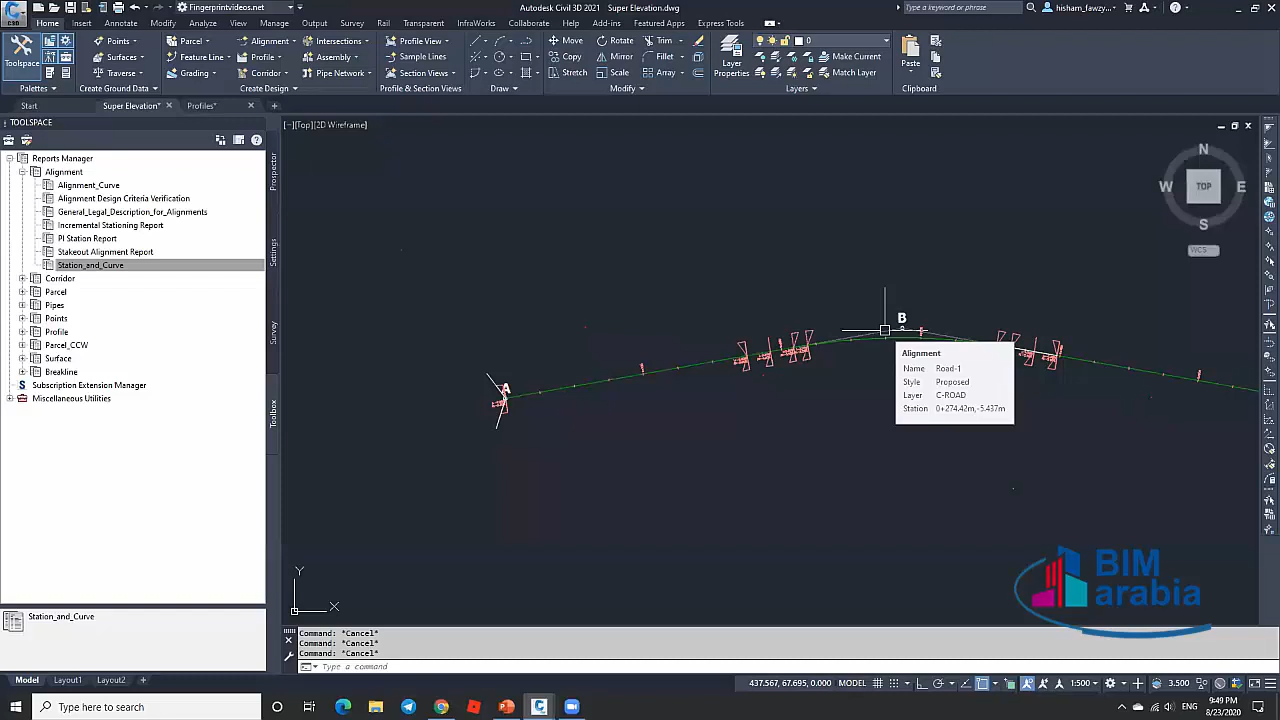 Fingerprintvideos.net
Autodesk Civil 3D 2021 Super Elevation.dwg
Type a keyword or phrase
hisham_fawzy...
Home Insert Annotate Modify Analyze View Manage Output Survey Rail Transparent InfraWorks Collaborate Help Add-ins Featured Apps Express Tools
Toolspace
Palettes
Points
Surfaces
Traverse
Create Ground Data
Parcel
Feature Line
Grading
Alignment
Profile
Corridor
Intersections
Assembly
Pipe Network
Create Design
Profile View
Sample Lines
Section Views
Profile & Section Views
Draw
Move
Copy
Stretch
Rotate
Mirror
Scale
Trim
Fillet
Array
Modify
Layer
Properties
0
Make Current
Match Layer
Layers
Paste
Clipboard
Start
Super Elevation*
Profiles*
TOOLSPACE
Reports Manager
Alignment
Alignment_Curve
Alignment Design Criteria Verification
General_Legal_Description_for_Alignments
Incremental Stationing Report
PI Station Report
Stakeout Alignment Report
Station_and_Curve
Corridor
Parcel
Pipes
Points
Profile
Parcel_CCW
Surface
Breakline
Subscription Extension Manager
Miscellaneous Utilities
Prospector
Settings
Survey
Toolbox
Station_and_Curve
[−][Top][2D Wireframe]
N
W TOP E
S
WCS
A
B
Alignment
Name Road-1
Style Proposed
Layer C-ROAD
Station 0+274.42m,-5.437m
Y
X
BIM
arabia
Command: *Cancel*
Command: *Cancel*
Command: *Cancel*
Type a command
Model Layout1 Layout2 +
437.567, 67.695, 0.000 MODEL
1:500
3.500
Type here to search
ENG
9:49 PM
8/23/2020